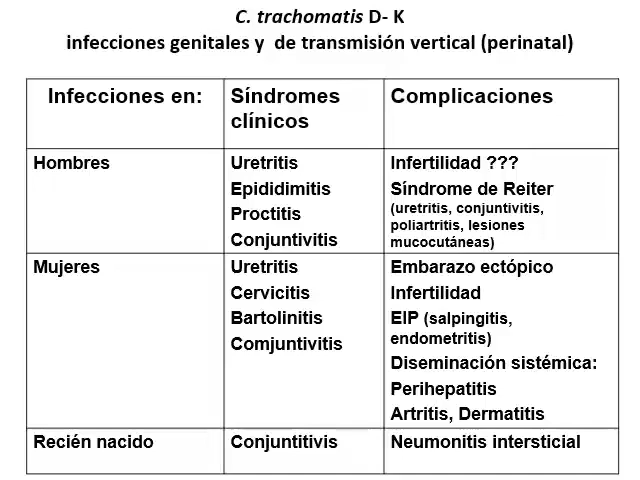 C. trachomatis D- K
infecciones genitales y  de transmisión vertical (perinatal)
Infecciones en:
Síndromes
clínicos
Complicaciones
Hombres
Uretritis
Epididimitis
Proctitis
Conjuntivitis
Infertilidad ???
Síndrome de Reiter
(uretritis, conjuntivitis,
poliartritis, lesiones
mucocutáneas)
Mujeres
Uretritis
Cervicitis
Bartolinitis
Comjuntivitis
Embarazo ectópico
Infertilidad
EIP (salpingitis,
endometritis)
Diseminación sistémica:
Perihepatitis
Artritis, Dermatitis
Recién nacido
Conjuntitivis
Neumonitis intersticial